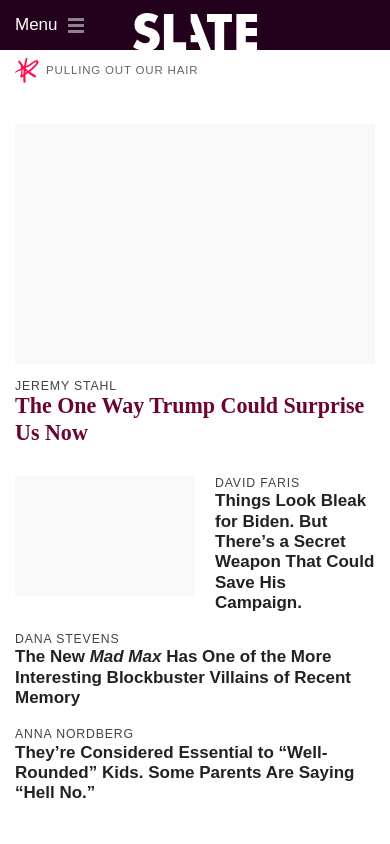 Menu
SLATE
PULLING OUT OUR HAIR
JEREMY STAHL
The One Way Trump Could Surprise
Us Now
DAVID FARIS
Things Look Bleak
for Biden. But
There’s a Secret
Weapon That Could
Save His
Campaign.
DANA STEVENS
The New Mad Max Has One of the More
Interesting Blockbuster Villains of Recent
Memory
ANNA NORDBERG
They’re Considered Essential to “Well-
Rounded” Kids. Some Parents Are Saying
“Hell No.”